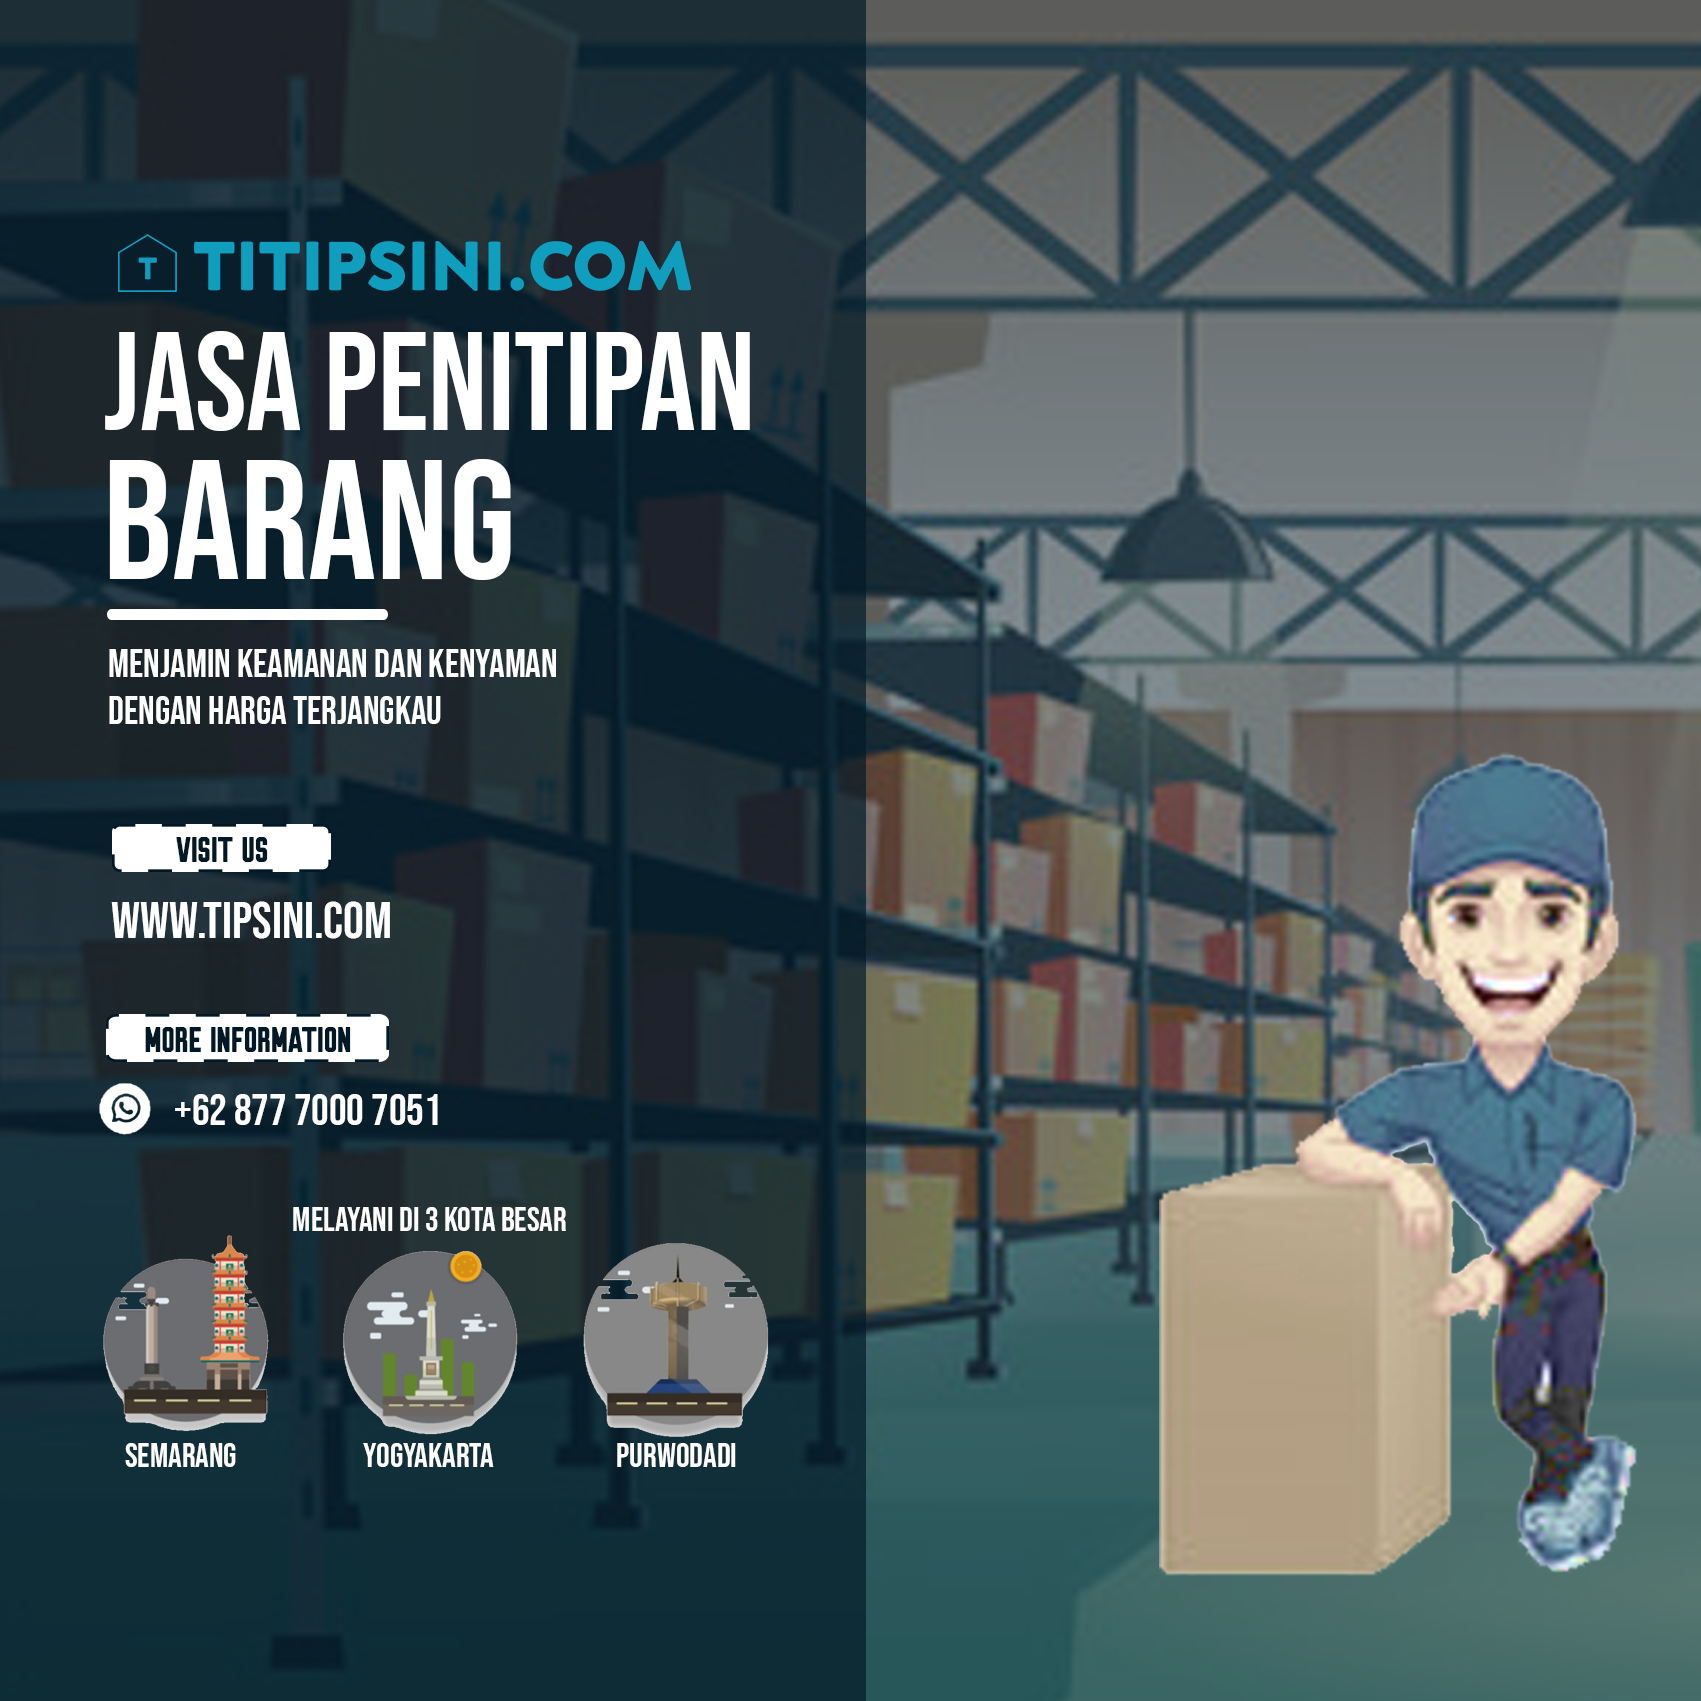 T TITIPSINI.COM
JASA PENITIPAN
BARANG
MENJAMIN KEAMANAN DAN KENYAMAN
DENGAN HARGA TERJANGKAU
VISIT US
WWW.TIPSINI.COM
MORE INFORMATION
+62 877 7000 7051
MELAYANI DI 3 KOTA BESAR
SEMARANG YOGYAKARTA PURWODADI